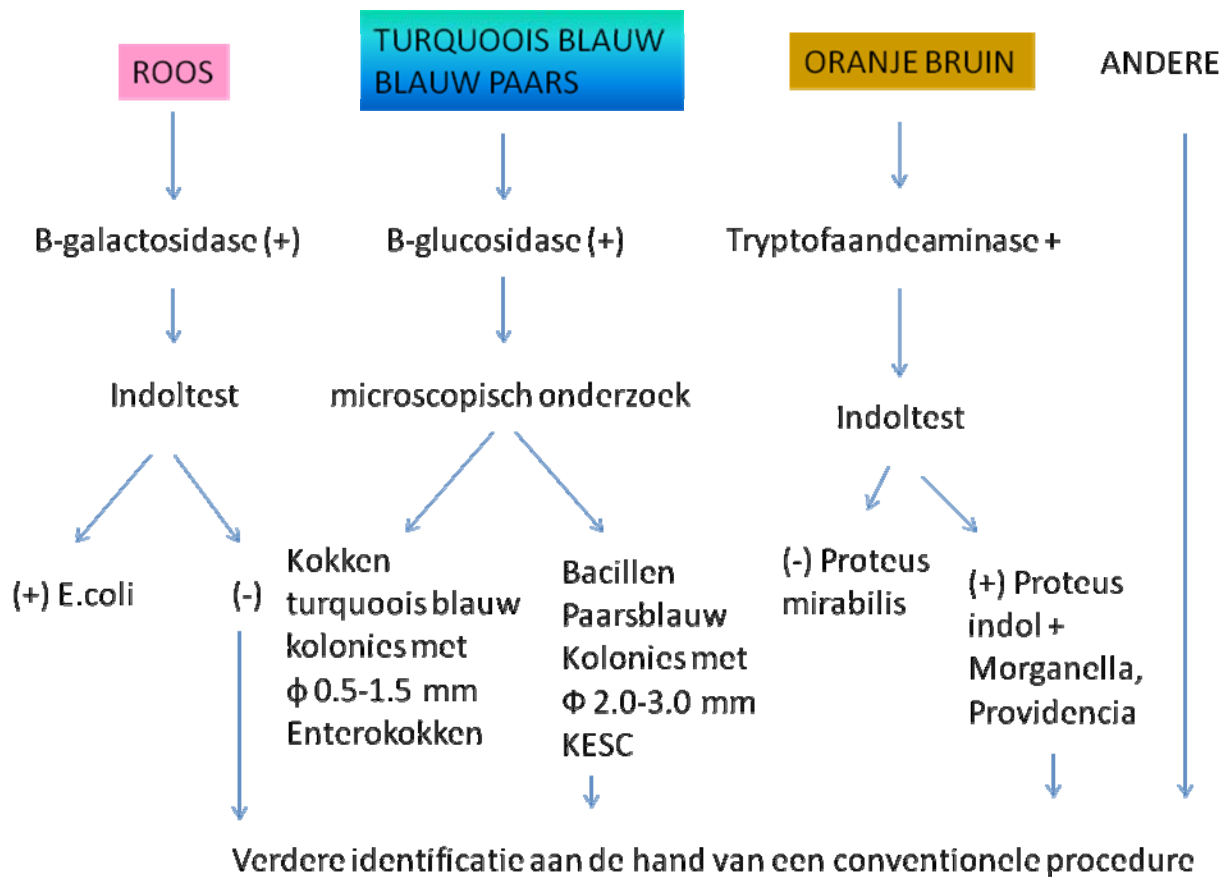 ROOS
TURQUOOIS BLAUW
BLAUW PAARS
ORANJE BRUIN
ANDERE
B-galactosidase (+)
B-glucosidase (+)
Tryptofaandeaminase +
Indoltest
microscopisch onderzoek
Indoltest
(+) E.coli
(-)
Kokken
turquoois blauw
kolonies met
ф 0.5-1.5 mm
Enterokokken
Bacillen
Paarsblauw
Kolonies met
Ф 2.0-3.0 mm
KESC
(-) Proteus
mirabilis
(+) Proteus
indol +
Morganella,
Providencia
Verdere identificatie aan de hand van een conventionele procedure